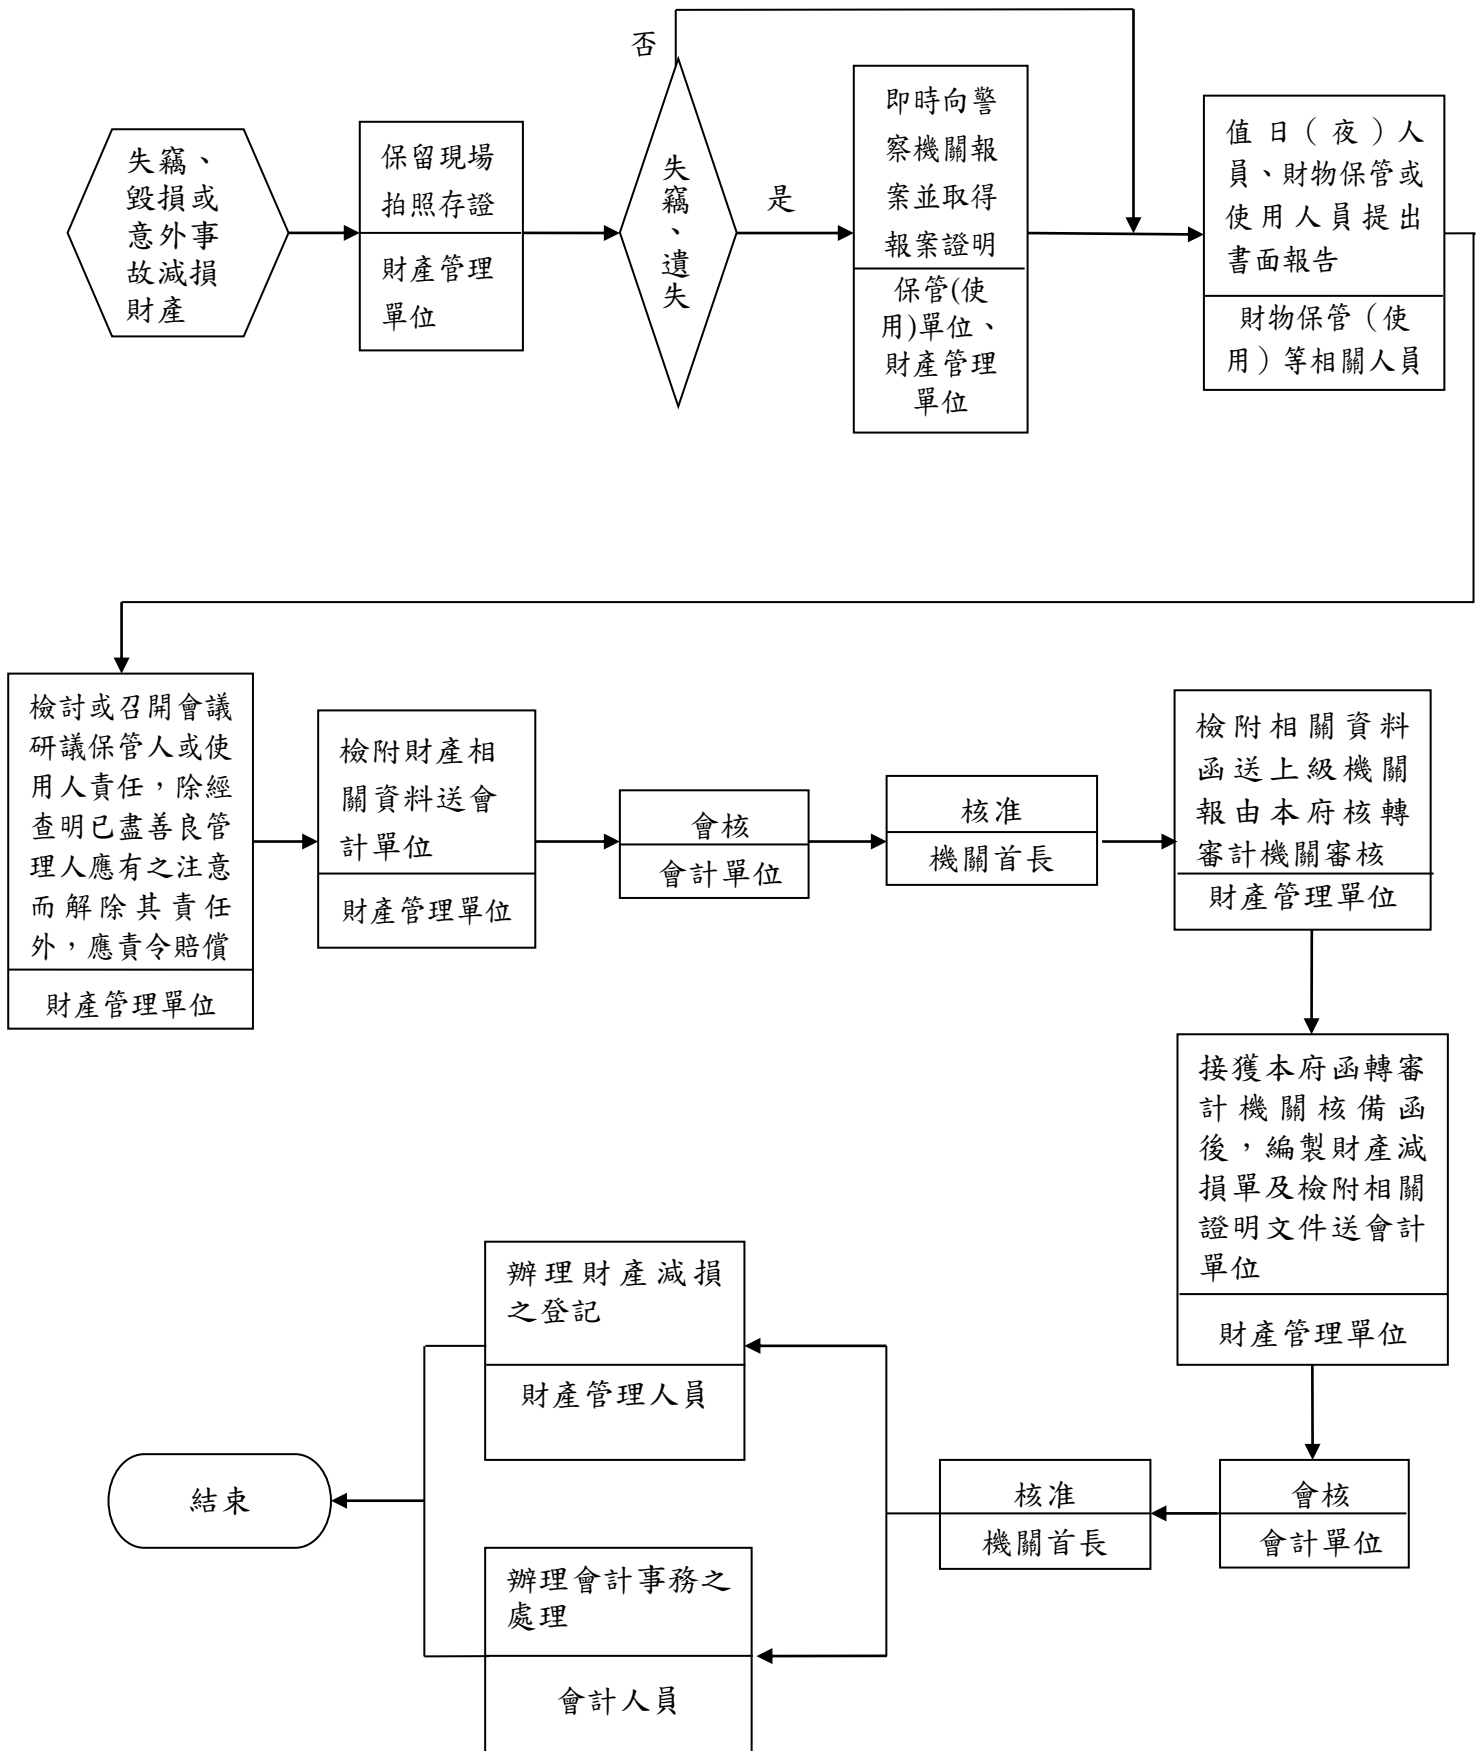 失竊、
毀損或
意外事
故減損
財產
保留現場
拍照存證
財產管理
單位
否
失竊、遺失
是
即時向警
察機關報
案並取得
報案證明
保管(使
用)單位、
財產管理
單位
值日（夜）人
員、財物保管或
使用人員提出
書面報告
財物保管（使
用）等相關人員
檢討或召開會議
研議保管人或使
用人責任，除經
查明已盡善良管
理人應有之注意
而解除其責任
外，應責令賠償
財產管理單位
檢附財產相
關資料送會
計單位
財產管理單位
會核
會計單位
核准
機關首長
檢附相關資料
函送上級機關
報由本府核轉
審計機關審核
財產管理單位
接獲本府函轉審
計機關核備函
後，編製財產減
損單及檢附相關
證明文件送會計
單位
財產管理單位
會核
會計單位
核准
機關首長
辦理財產減損
之登記
財產管理人員
辦理會計事務之
處理
會計人員
結束